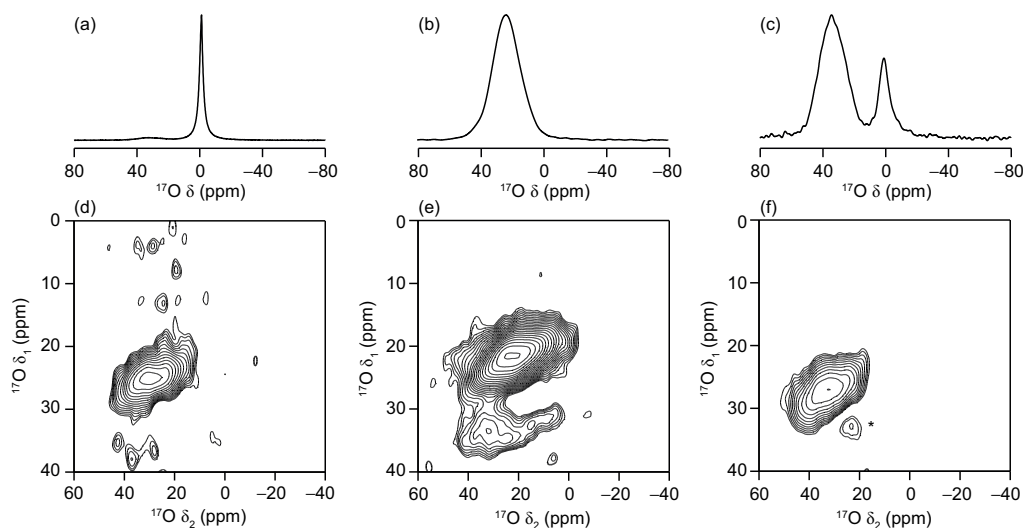 (a) (b) (c)
80 40 0 −40 −80 80 40 0 −40 −80 80 40 0 −40 −80
17O δ (ppm) 17O δ (ppm) 17O δ (ppm)
(d) (e) (f)
0 0 0
10 10 10
20 20 20
30 30 30
*
40 40 40
17O δ1 (ppm) 17O δ1 (ppm) 17O δ1 (ppm)
60 40 20 0 −20 −40 60 40 20 0 −20 −40 60 40 20 0 −20 −40
17O δ2 (ppm) 17O δ2 (ppm) 17O δ2 (ppm)